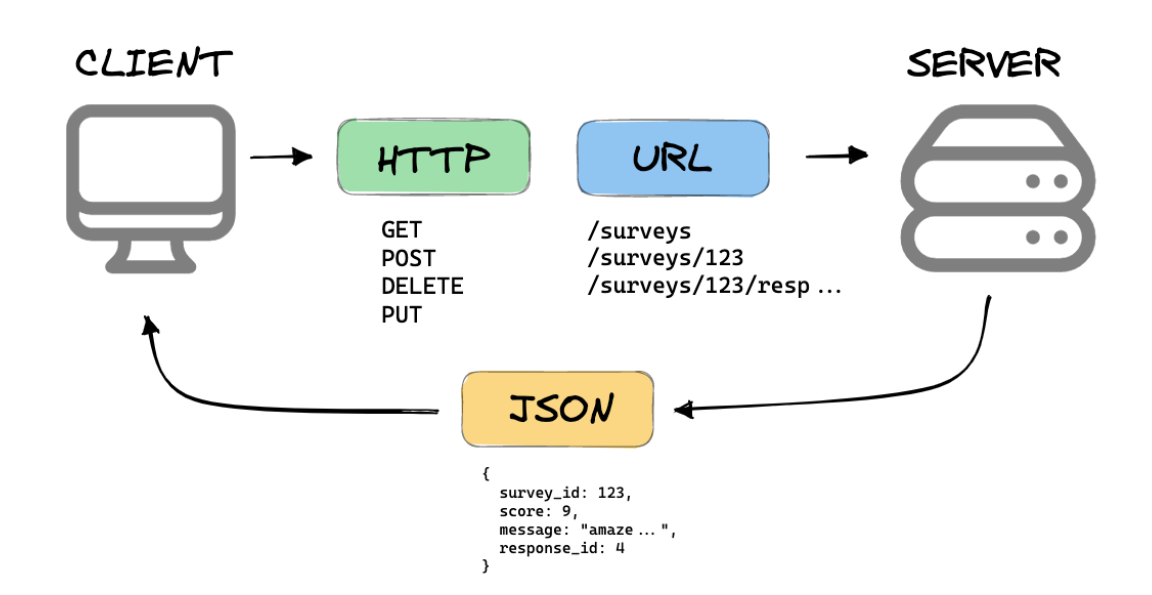 CLIENT
SERVER
HTTP
URL
GET
POST
DELETE
PUT
/surveys
/surveys/123
/surveys/123/resp...
JSON
{
survey_id: 123,
score: 9,
message: "amaze...",
response_id: 4
}